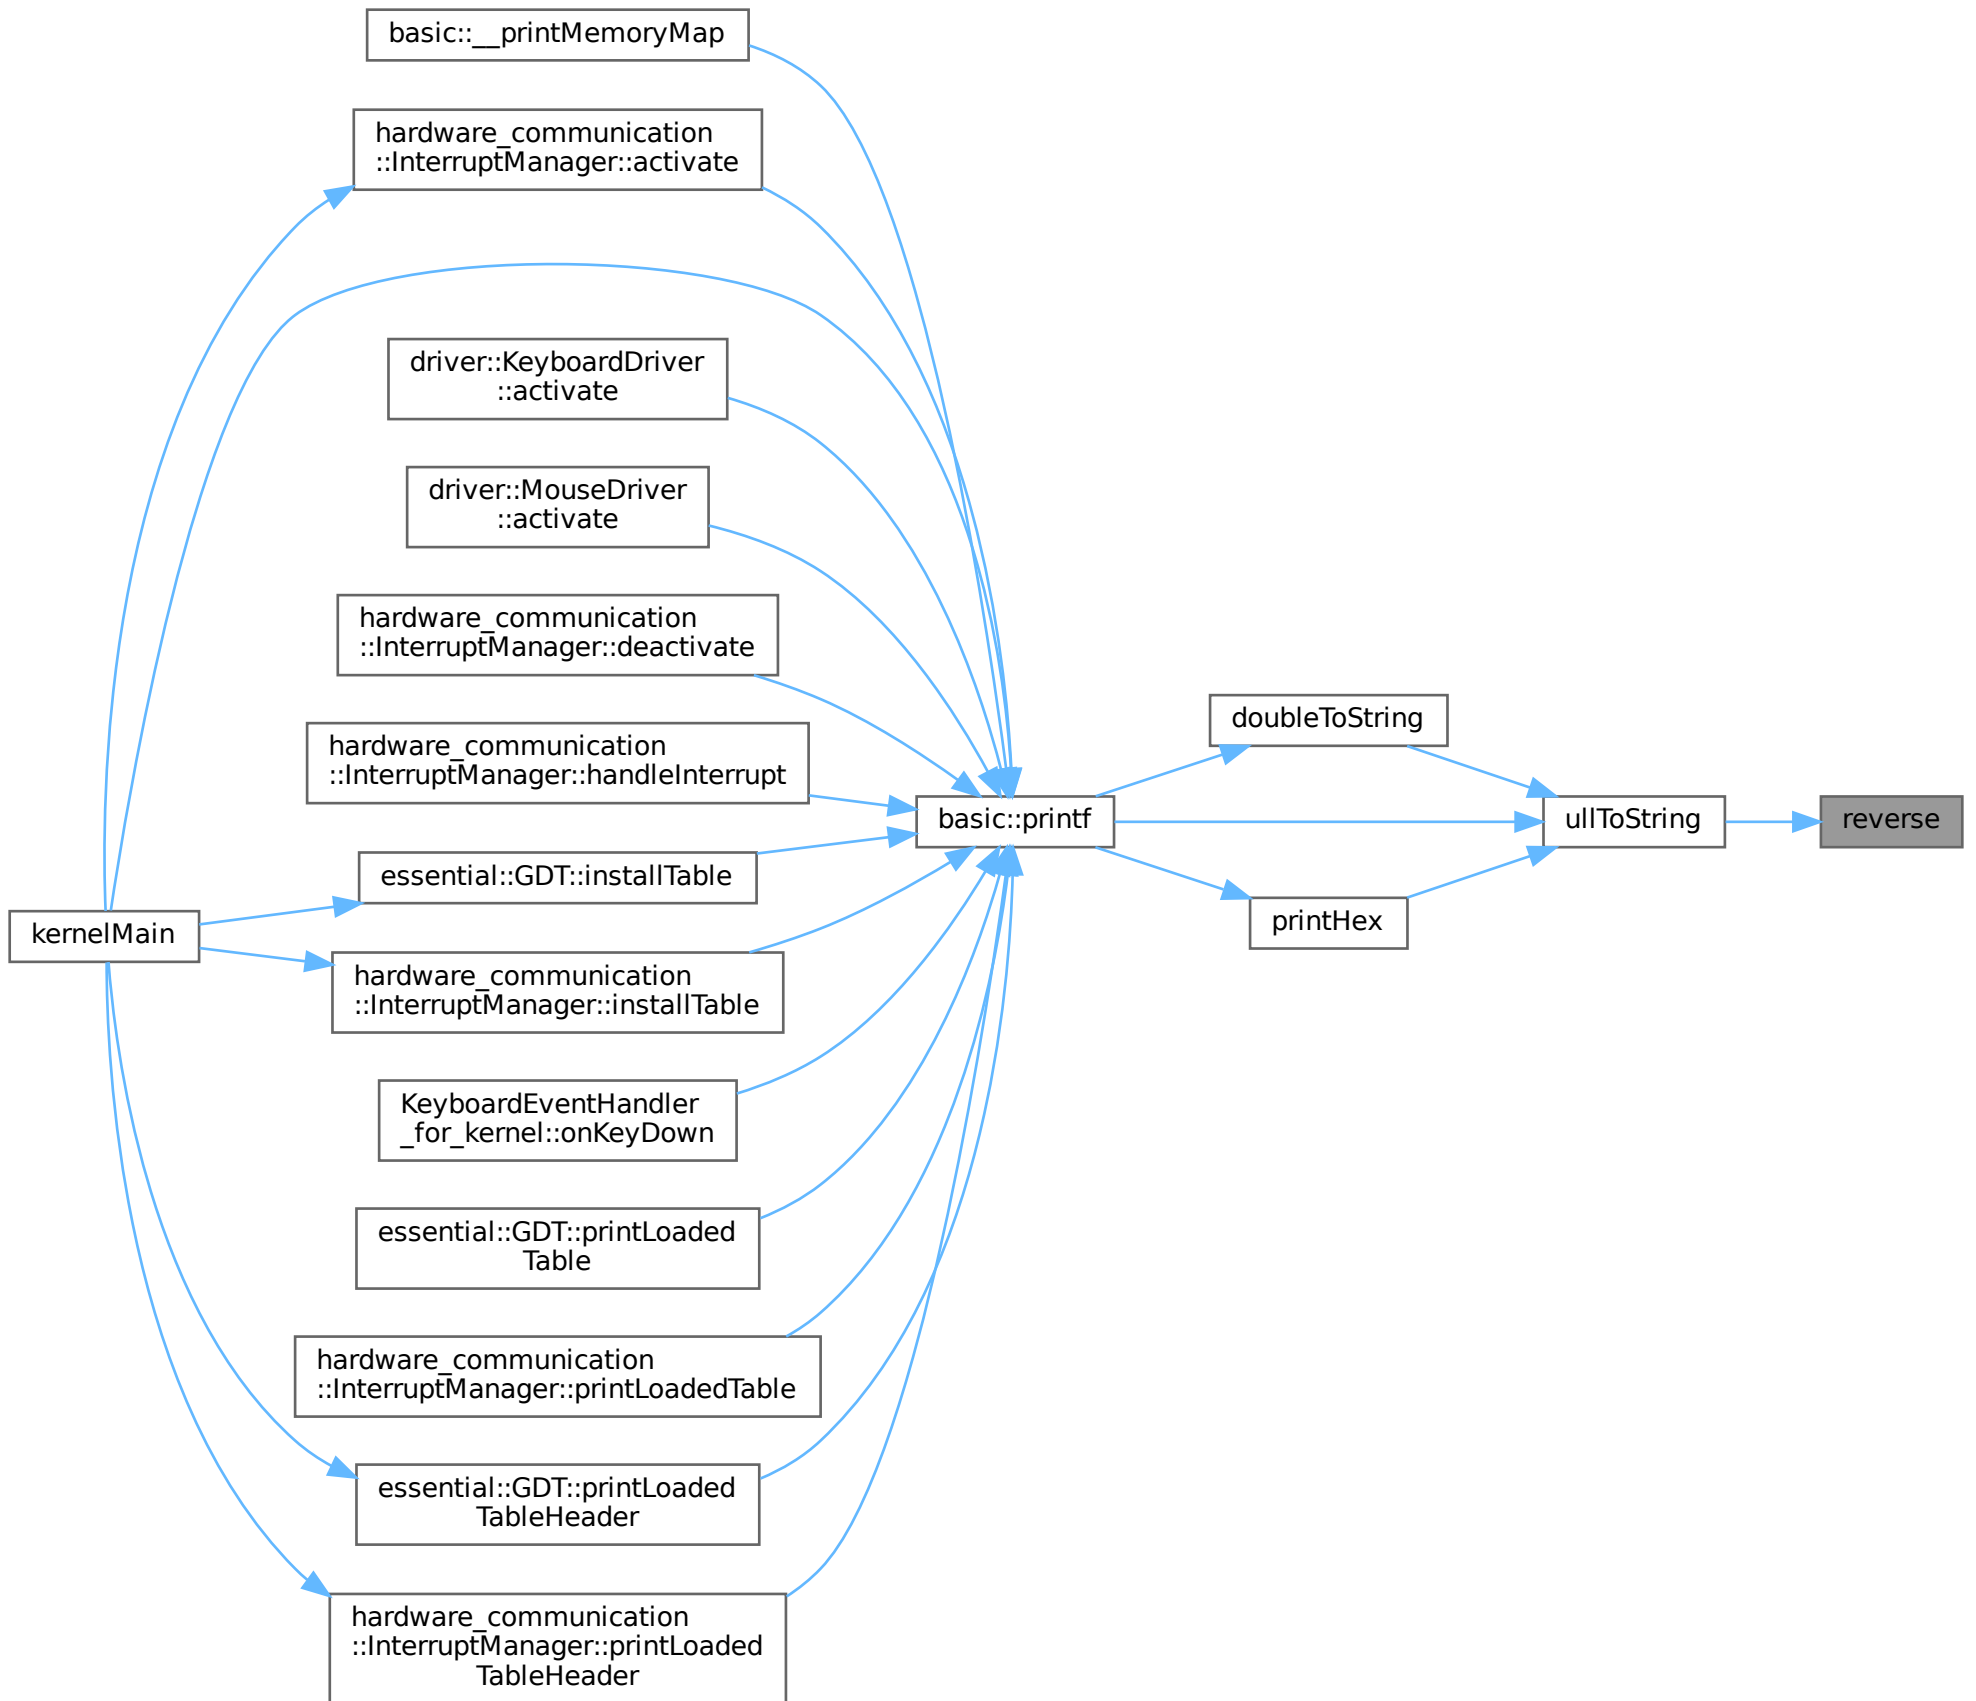 basic::__printMemoryMap
hardware_communication
::InterruptManager::activate
driver::KeyboardDriver
::activate
driver::MouseDriver
::activate
hardware_communication
::InterruptManager::deactivate
hardware_communication
::InterruptManager::handleInterrupt
essential::GDT::installTable
kernelMain
hardware_communication
::InterruptManager::installTable
KeyboardEventHandler
_for_kernel::onKeyDown
essential::GDT::printLoaded
Table
hardware_communication
::InterruptManager::printLoadedTable
essential::GDT::printLoaded
TableHeader
hardware_communication
::InterruptManager::printLoaded
TableHeader
basic::printf
doubleToString
printHex
ullToString
reverse